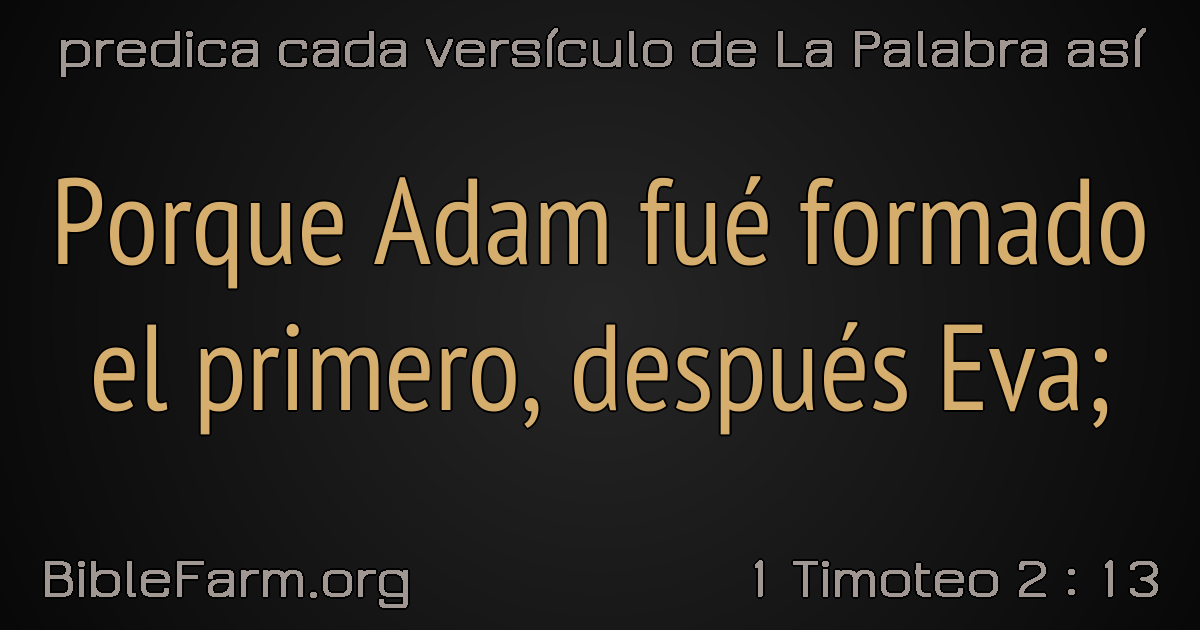 predica cada versículo de La Palabra así
Porque Adam fué formado
el primero, después Eva;
BibleFarm.org
1 Timoteo 2 : 13